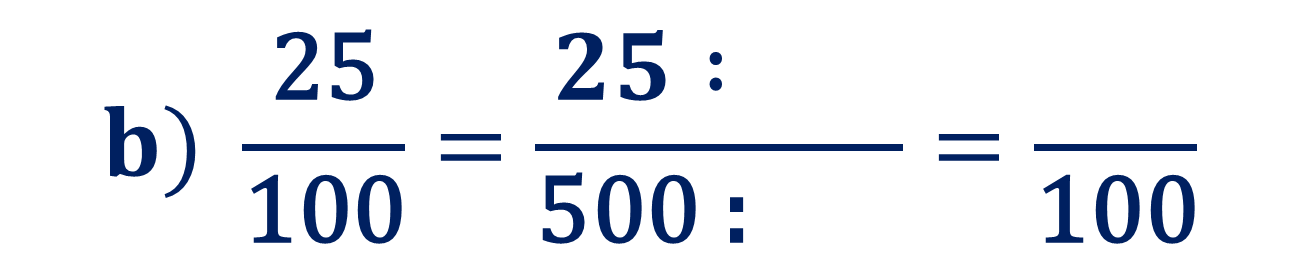 b) 25/100 = 25 : / 500 : = /100